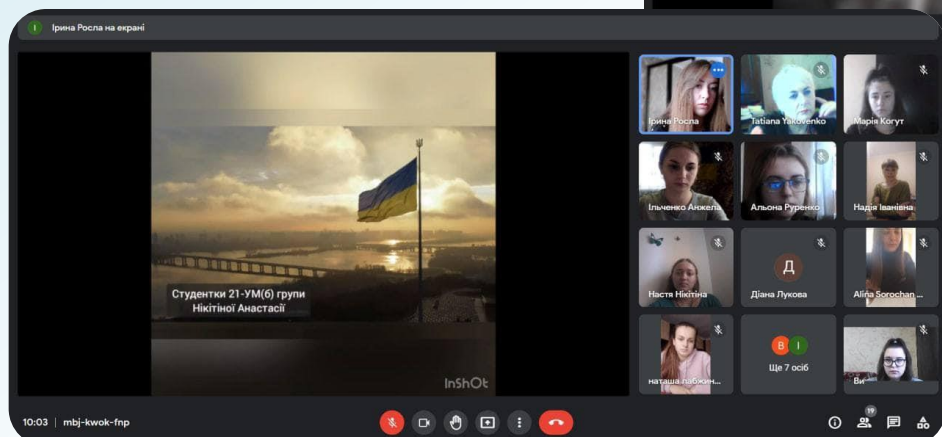 І
Ірина Росла на екрані
Студентки 21-УМ(б) групи
Нікітіної Анастасії
InShOt
Ірина Росла
Tatiana Yakovenko
Марія Когут
Ільченко Анжела
Альона Руренко
Надія Іванівна
Настя Нікітіна
Д
Діана Лукова
Alina Sorochan ...
наташа лабжин...
В І
Ще 7 осіб
Ви
10:03 | mbj-kwok-fnp
19